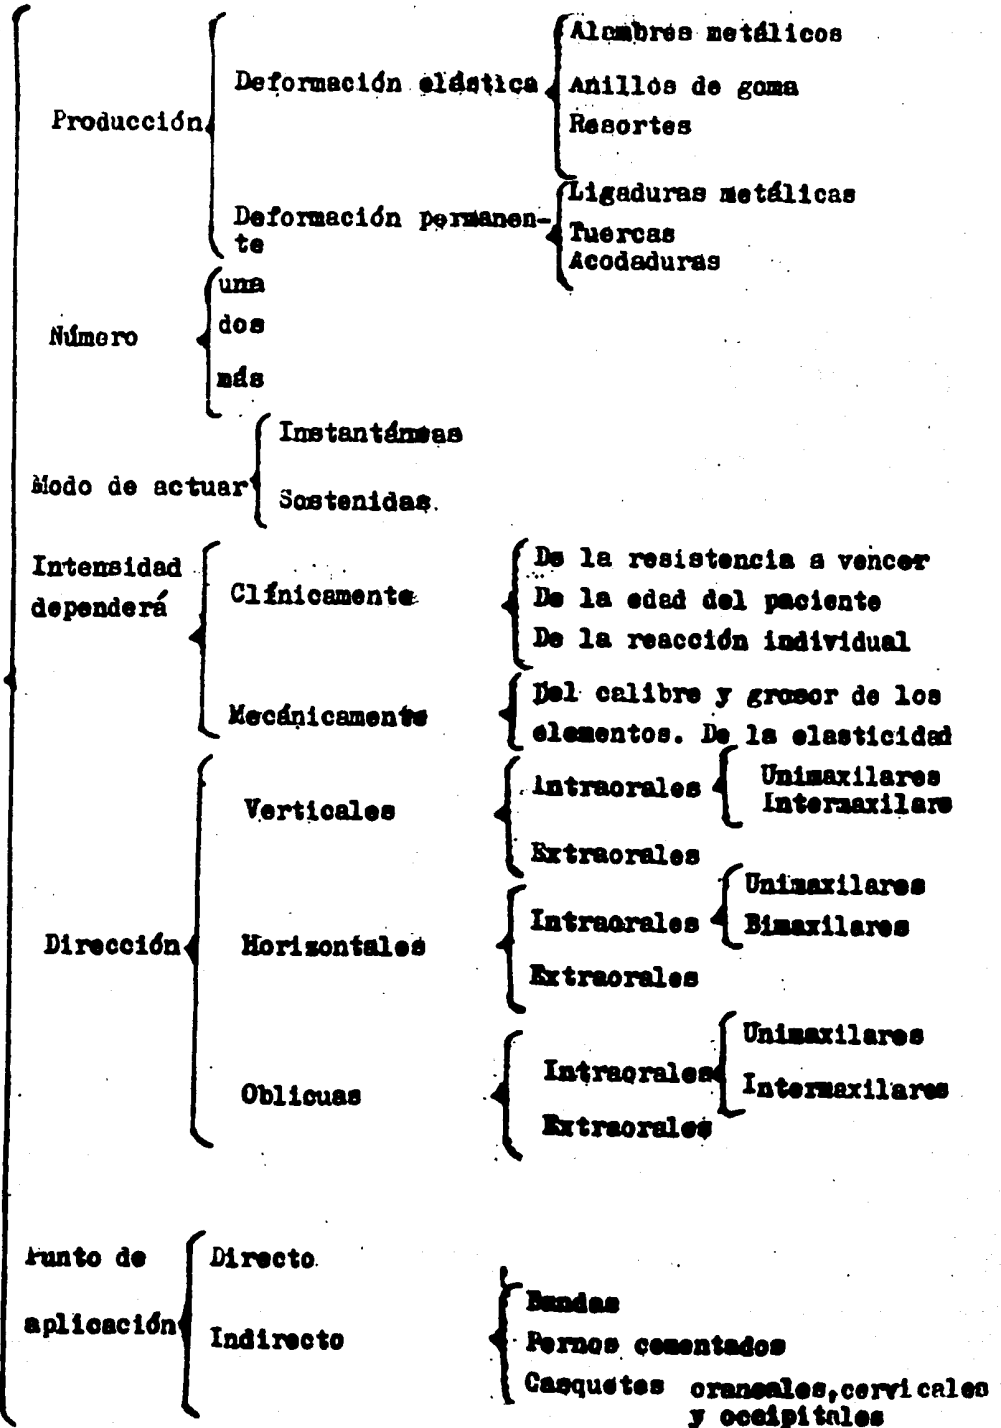 Producción
Deformación elástica
Alambres metálicos
Anillos de goma
Resortes
Deformación permanen-
te
Ligaduras metálicas
Tuercas
Acodaduras
Número
una
dos
más
Modo de actuar
Instantáneas
Sostenidas.
Intensidad
dependerá
Clínicamente
De la resistencia a vencer
De la edad del paciente
De la reacción individual
Mecánicamente
Del calibre y grosor de los
elementos. De la elasticidad
Dirección
Verticales
Intraorales
Unimaxilares
Intermaxilare
Extraorales
Horizontales
Intraorales
Unimaxilares
Bimaxilares
Extraorales
Oblicuas
Intraorales
Unimaxilares
Intermaxilares
Extraorales
Punto de
aplicación
Directo
Indirecto
Bandas
Pernos cementados
Casquetes craneales, cervicales
y occipitales